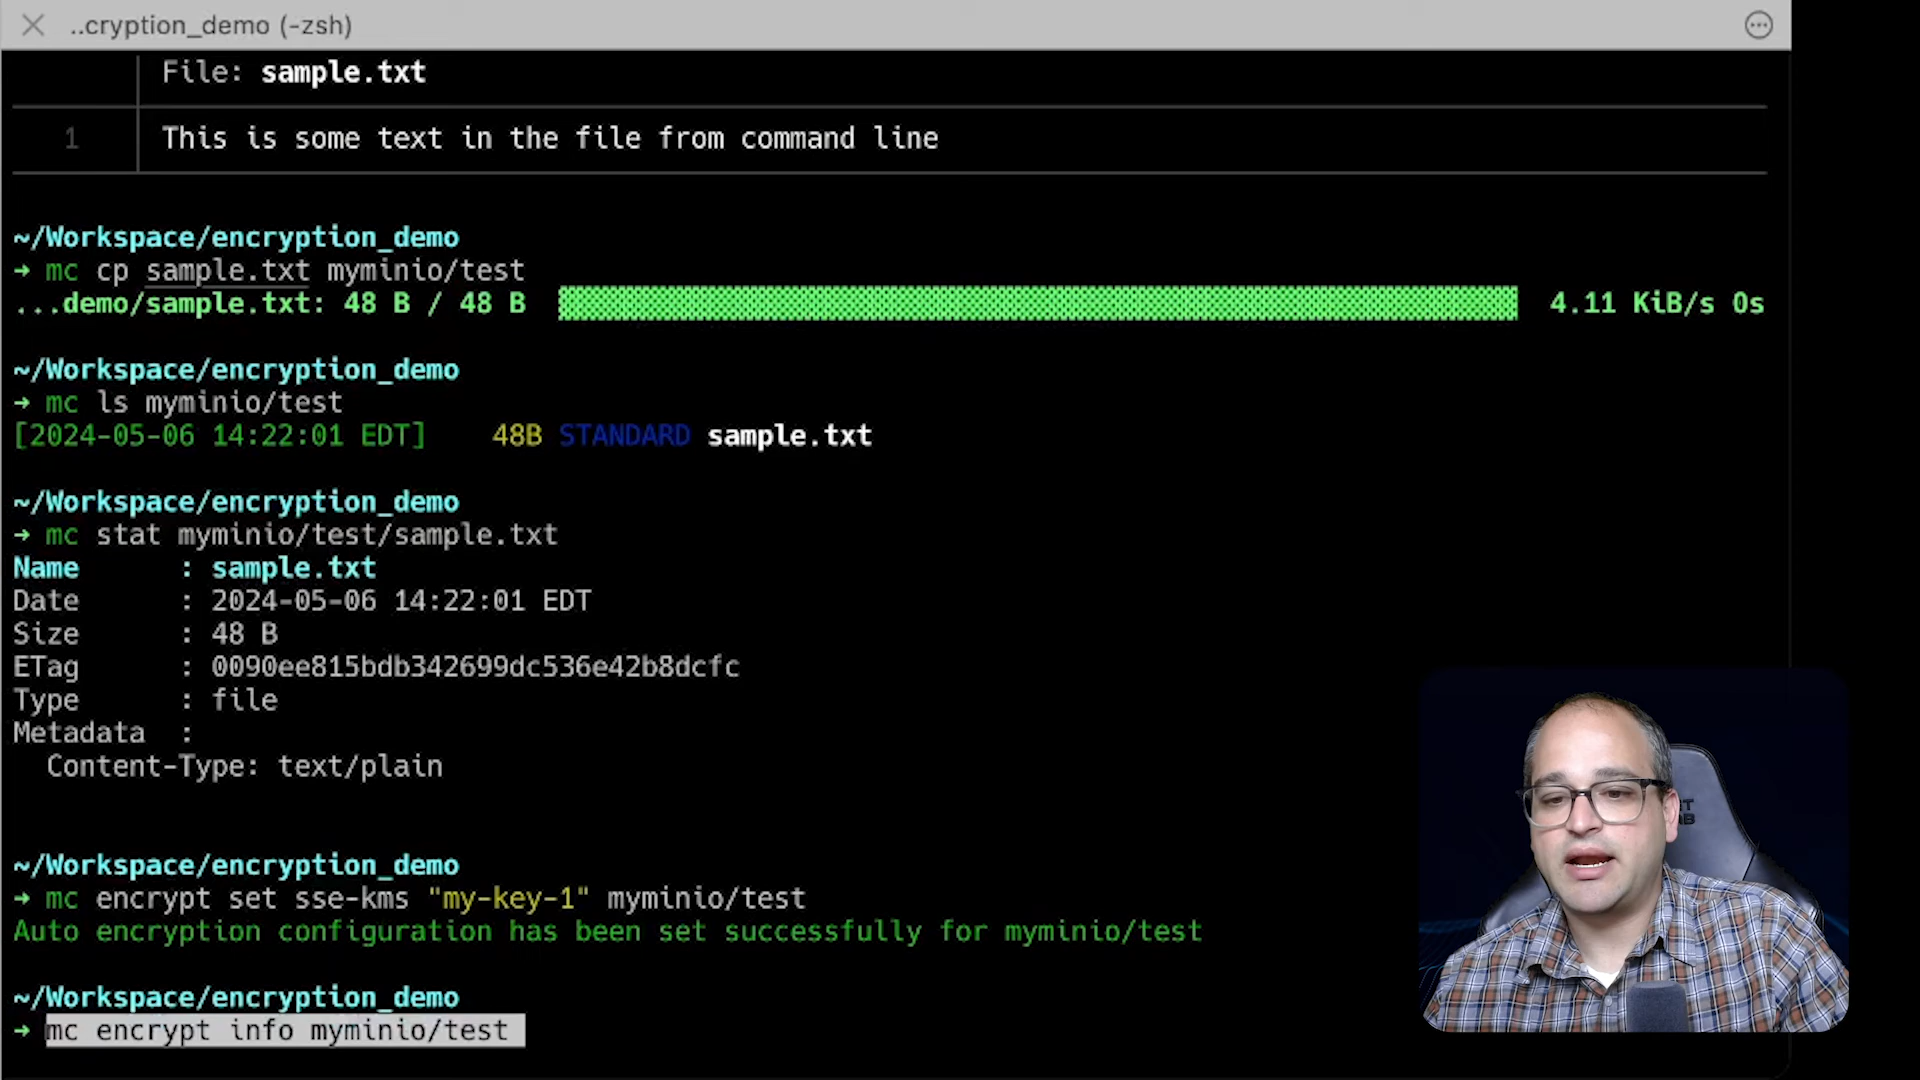 ..cryption_demo (-zsh)
File: sample.txt
1 This is some text in the file from command line
~/Workspace/encryption_demo
➜ mc cp sample.txt myminio/test
...demo/sample.txt: 48 B / 48 B 4.11 KiB/s 0s
~/Workspace/encryption_demo
➜ mc ls myminio/test
[2024-05-06 14:22:01 EDT] 48B STANDARD sample.txt
~/Workspace/encryption_demo
➜ mc stat myminio/test/sample.txt
Name : sample.txt
Date : 2024-05-06 14:22:01 EDT
Size : 48 B
ETag : 0090ee815bdb342699dc536e42b8dcfc
Type : file
Metadata :
Content-Type: text/plain
~/Workspace/encryption_demo
➜ mc encrypt set sse-kms "my-key-1" myminio/test
Auto encryption configuration has been set successfully for myminio/test
~/Workspace/encryption_demo
➜ mc encrypt info myminio/test